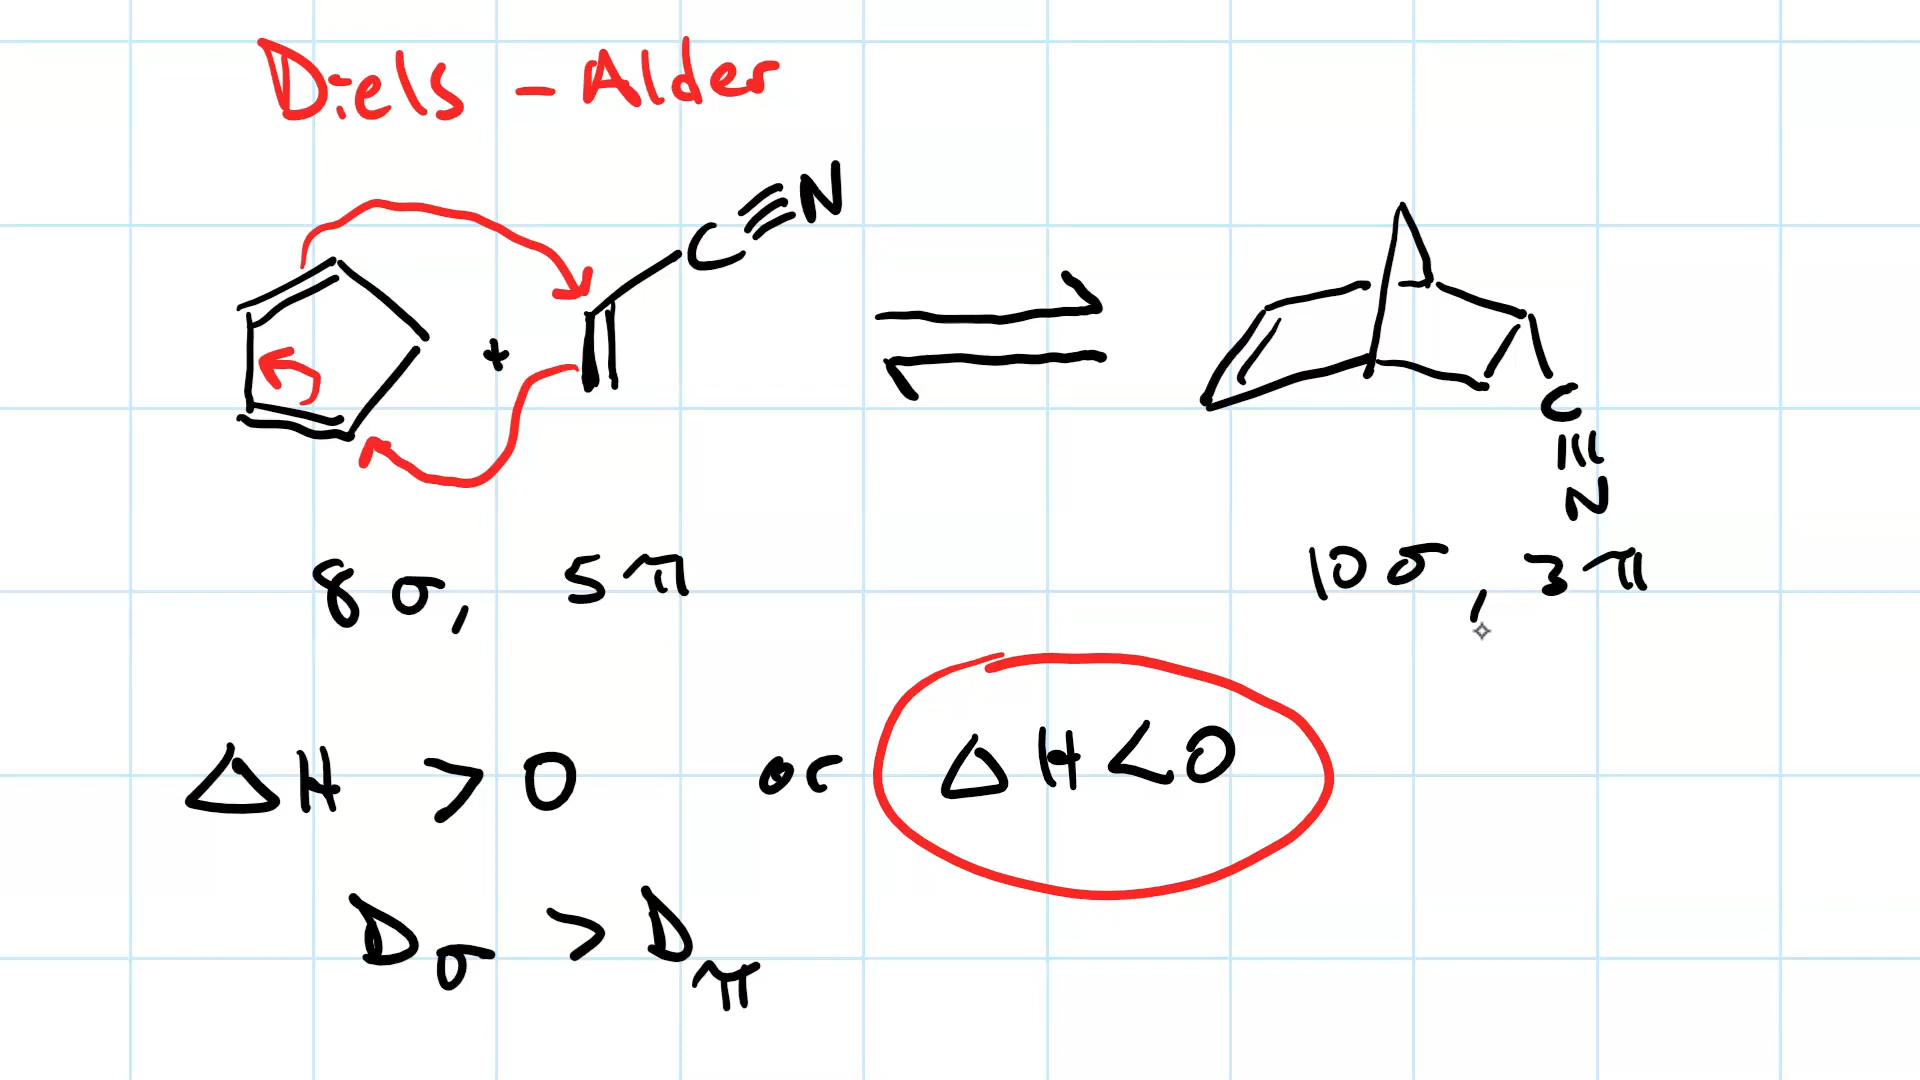 Diels - Alder
C≡N
+
C
≡
N
8σ, 5π
10σ, 3π
ΔH > 0 or ΔH < 0
Dσ > Dπ